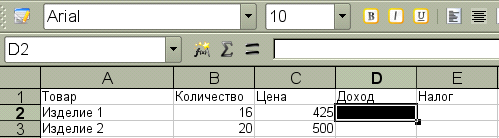 Arial 10 B I U
D2
A B C D E
1 Товар Количество Цена Доход Налог
2 Изделие 1 16 425
3 Изделие 2 20 500